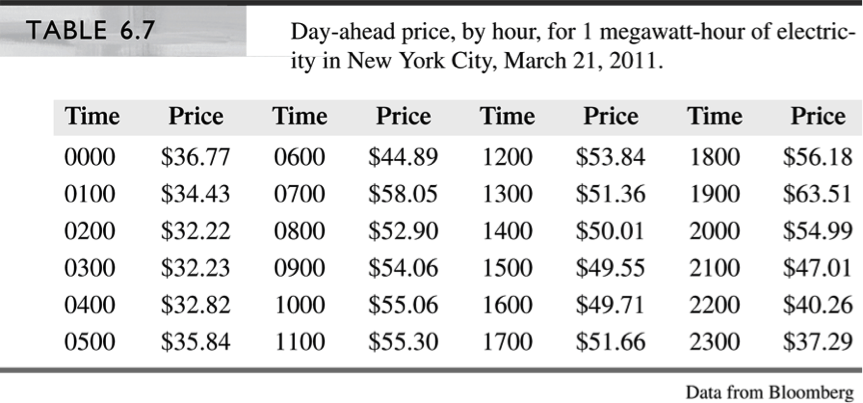 TABLE 6.7
Day-ahead price, by hour, for 1 megawatt-hour of electric-
ity in New York City, March 21, 2011.
Time Price Time Price Time Price Time Price
0000 $36.77 0600 $44.89 1200 $53.84 1800 $56.18
0100 $34.43 0700 $58.05 1300 $51.36 1900 $63.51
0200 $32.22 0800 $52.90 1400 $50.01 2000 $54.99
0300 $32.23 0900 $54.06 1500 $49.55 2100 $47.01
0400 $32.82 1000 $55.06 1600 $49.71 2200 $40.26
0500 $35.84 1100 $55.30 1700 $51.66 2300 $37.29
Data from Bloomberg